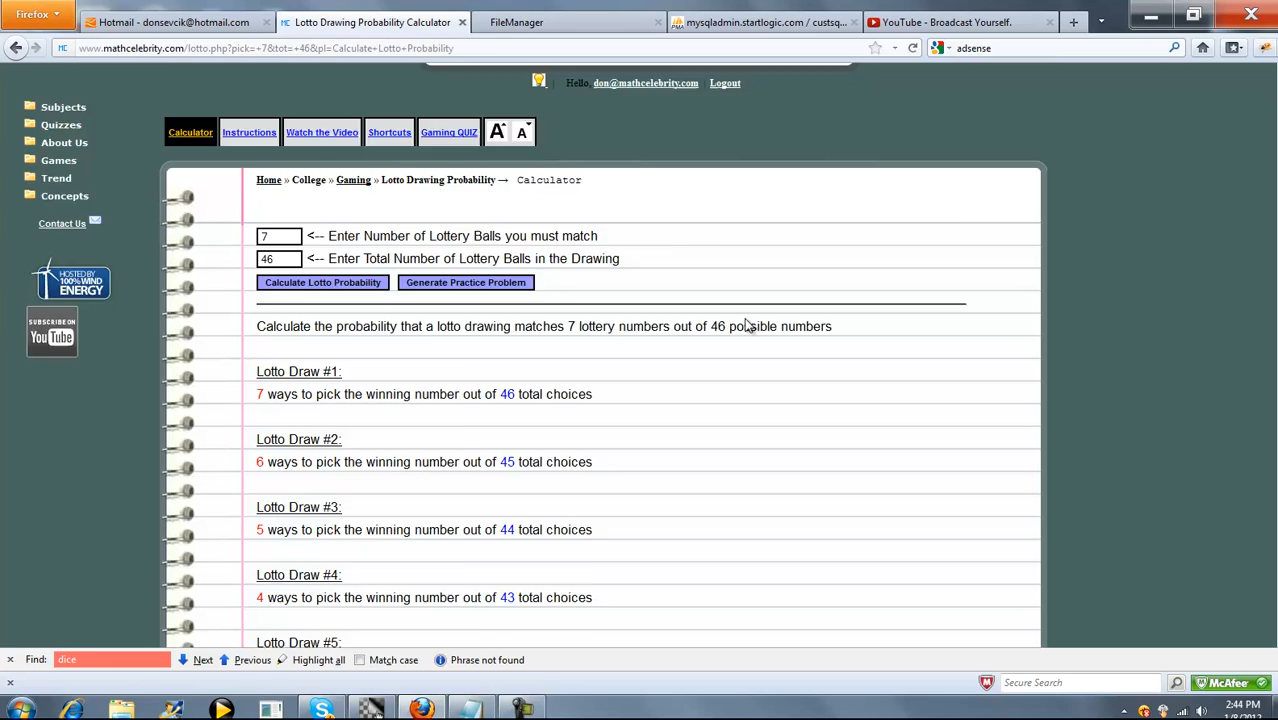 Firefox
Hotmail - donsevcik@hotmail.com
Lotto Drawing Probability Calculator
FileManager
mysqladmin.startlogic.com / custsq...
YouTube - Broadcast Yourself.
MC
www.mathcelebrity.com/lotto.php?pick=+7&tot=+46&pl=Calculate+Lotto+Probability
adsense
Hello, don@mathcelebrity.com
Logout
Subjects
Quizzes
About Us
Games
Trend
Concepts
Contact Us
HOSTED BY
100% WIND
ENERGY
SUBSCRIBE ON
YouTube
Calculator
Instructions
Watch the Video
Shortcuts
Gaming QUIZ
A A
Home » College » Gaming » Lotto Drawing Probability → Calculator
7 <-- Enter Number of Lottery Balls you must match
46 <-- Enter Total Number of Lottery Balls in the Drawing
Calculate Lotto Probability
Generate Practice Problem
Calculate the probability that a lotto drawing matches 7 lottery numbers out of 46 possible numbers
Lotto Draw #1:
7 ways to pick the winning number out of 46 total choices
Lotto Draw #2:
6 ways to pick the winning number out of 45 total choices
Lotto Draw #3:
5 ways to pick the winning number out of 44 total choices
Lotto Draw #4:
4 ways to pick the winning number out of 43 total choices
Lotto Draw #5:
Find: dice
Next
Previous
Highlight all
Match case
Phrase not found
Secure Search
McAfee
2:44 PM
1/8/2012